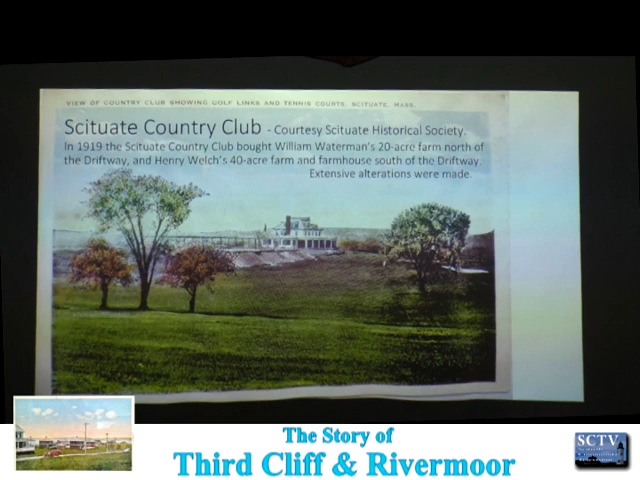 VIEW OF COUNTRY CLUB SHOWING GOLF LINKS AND TENNIS COURTS, SCITUATE, MASS.
Scituate Country Club - Courtesy Scituate Historical Society.
In 1919 the Scituate Country Club bought William Waterman's 20-acre farm north of
the Driftway, and Henry Welch's 40-acre farm and farmhouse south of the Driftway.
Extensive alterations were made.
The Story of
Third Cliff & Rivermoor
SCTV